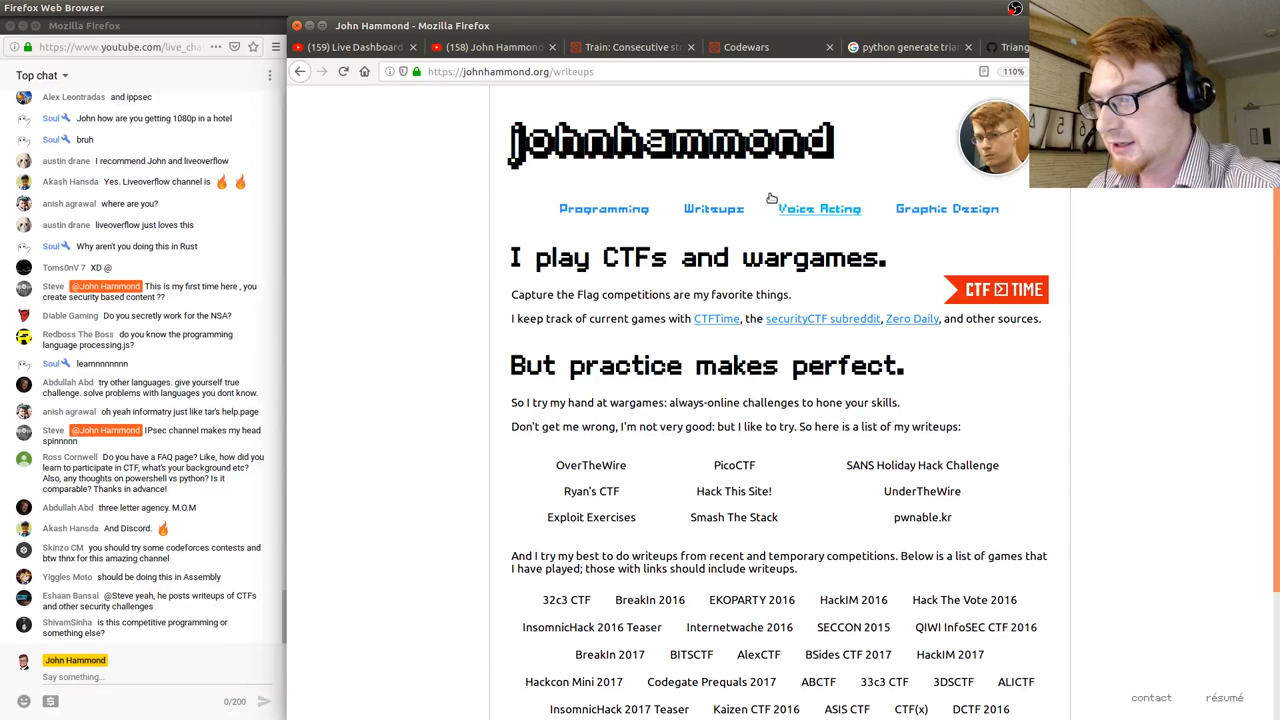 Firefox Web Browser
Mozilla Firefox
https://www.youtube.com/live_chat
Top chat
Alex Leontradas and ippsec
Soul John how are you getting 1080p in a hotel
Soul bruh
austin drane I recommend John and liveoverflow
Akash Hansda Yes. Liveoverflow channel is
anish agrawal where are you?
austin drane liveoverflow just loves this
Soul Why aren't you doing this in Rust
Toms0nV 7 XD @
Steve @John Hammond This is my first time here , you
create security based content ??
Diable Gaming Do you secretly work for the NSA?
Redboss The Boss do you know the programming
language processing.js?
Soul learnnnnnnn
Abdullah Abd try other languages. give yourself true
challenge. solve problems with languages you dont know.
anish agrawal oh yeah informatry just like tar's help.page
Steve @John Hammond IPsec channel makes my head
spinnnnn
Ross Cornwell Do you have a FAQ page? Like, how did you
learn to participate in CTF, what's your background etc?
Also, any thoughts on powershell vs python? Is it
comparable? Thanks in advance!
Abdullah Abd three letter agency. M.O.M
Akash Hansda And Discord.
Skinzo CM you should try some codeforces contests and
btw thnx for this amazing channel
Yiggles Moto should be doing this in Assembly
Eshaan Bansal @Steve yeah, he posts writeups of CTFs
and other security challenges
ShivamSinha is this competitive programming or
something else?
John Hammond
Say something...
0/200
John Hammond - Mozilla Firefox
(159) Live Dashboard
(158) John Hammond
Train: Consecutive str
Codewars
python generate trian
Triang
https://johnhammond.org/writeups
110%
johnhammond
Programming Writeups Voice Acting Graphic Design
I play CTFs and wargames.
CTF TIME
Capture the Flag competitions are my favorite things.
I keep track of current games with CTFTime, the securityCTF subreddit, Zero Daily, and other sources.
But practice makes perfect.
So I try my hand at wargames: always-online challenges to hone your skills.
Don't get me wrong, I'm not very good: but I like to try. So here is a list of my writeups:
OverTheWire PicoCTF SANS Holiday Hack Challenge
Ryan's CTF Hack This Site! UnderTheWire
Exploit Exercises Smash The Stack pwnable.kr
And I try my best to do writeups from recent and temporary competitions. Below is a list of games that
I have played; those with links should include writeups.
32c3 CTF BreakIn 2016 EKOPARTY 2016 HackIM 2016 Hack The Vote 2016
InsomnicHack 2016 Teaser Internetwache 2016 SECCON 2015 QIWI InfoSEC CTF 2016
BreakIn 2017 BITSCTF AlexCTF BSides CTF 2017 HackIM 2017
Hackcon Mini 2017 Codegate Prequals 2017 ABCTF 33c3 CTF 3DSCTF ALICTF
InsomnicHack 2017 Teaser Kaizen CTF 2016 ASIS CTF CTF(x) DCTF 2016
contact résumé